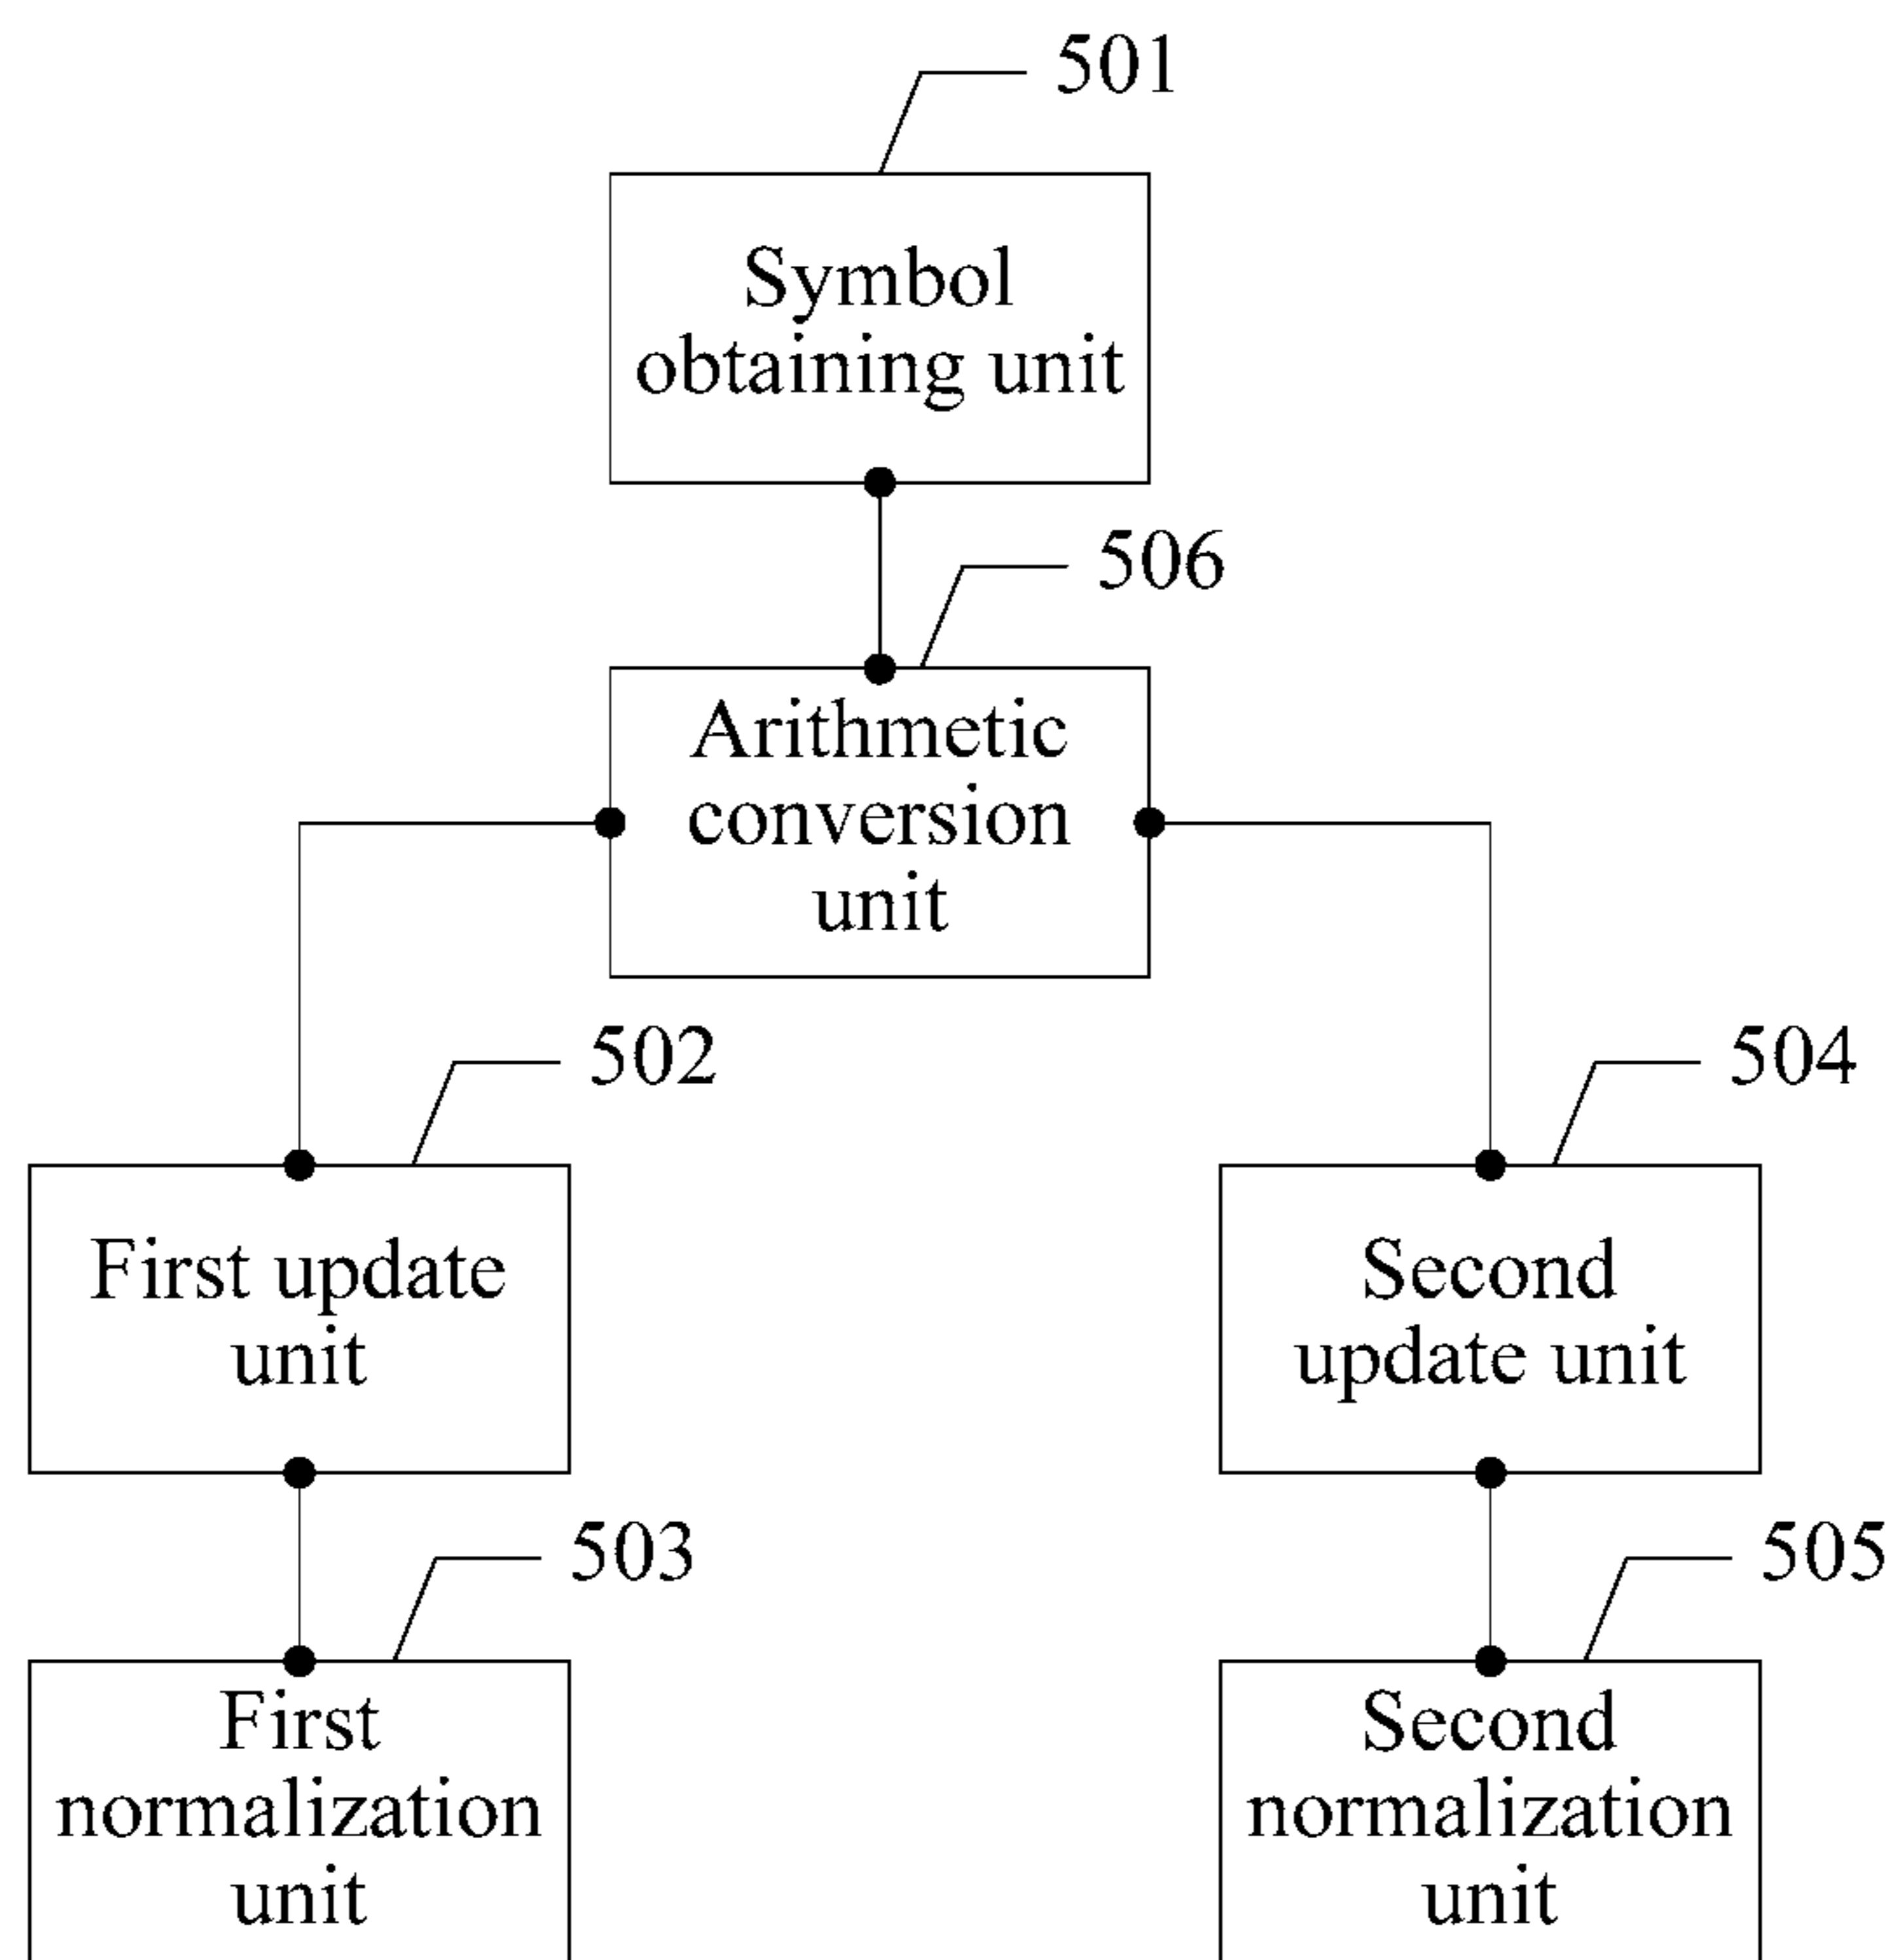 501
Symbol
obtaining unit
506
Arithmetic
conversion
unit
502
First update
unit
504
Second
update unit
503
First
normalization
unit
505
Second
normalization
unit